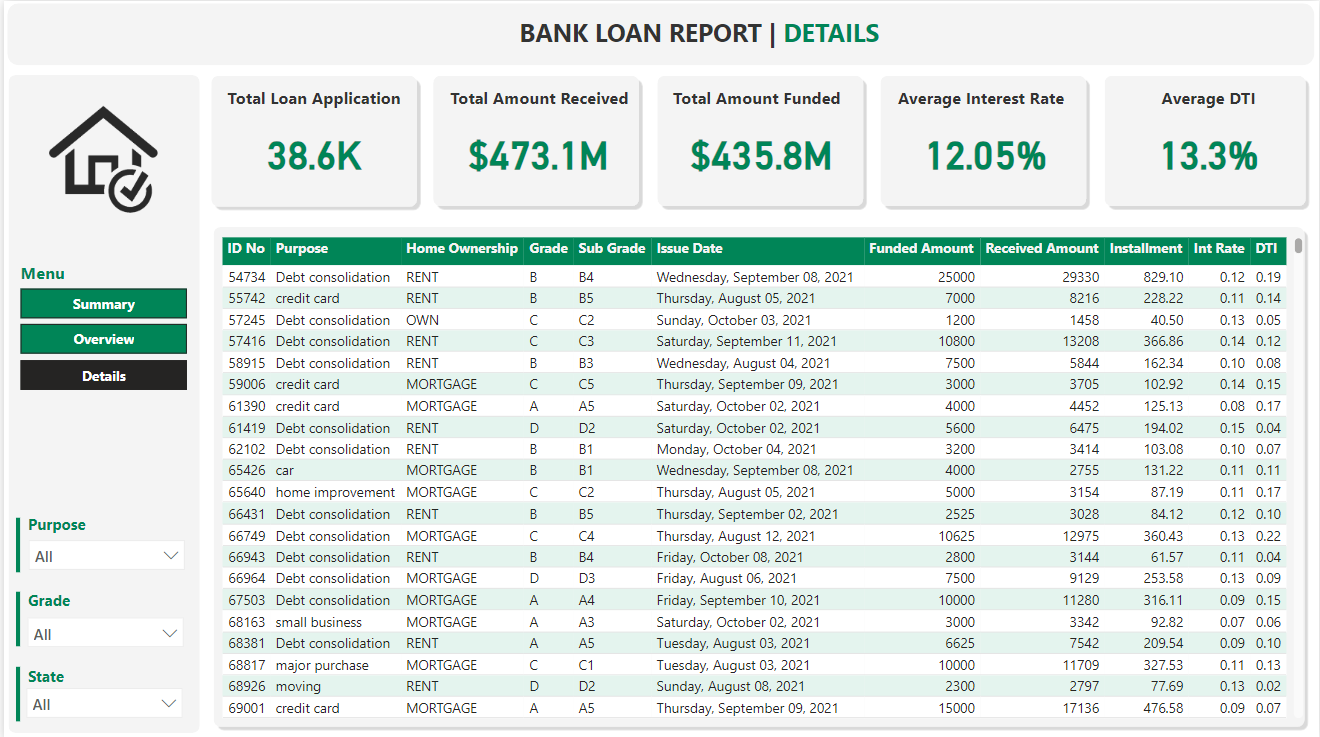 BANK LOAN REPORT | DETAILS
Total Loan Application
38.6K
Total Amount Received
$473.1M
Total Amount Funded
$435.8M
Average Interest Rate
12.05%
Average DTI
13.3%
Menu
Summary
Overview
Details
Purpose
All
Grade
All
State
All
ID No Purpose Home Ownership Grade Sub Grade Issue Date Funded Amount Received Amount Installment Int Rate DTI
54734 Debt consolidation RENT B B4 Wednesday, September 08, 2021 25000 29330 829.10 0.12 0.19
55742 credit card RENT B B5 Thursday, August 05, 2021 7000 8216 228.22 0.11 0.14
57245 Debt consolidation OWN C C2 Sunday, October 03, 2021 1200 1458 40.50 0.13 0.05
57416 Debt consolidation RENT C C3 Saturday, September 11, 2021 10800 13208 366.86 0.14 0.12
58915 Debt consolidation RENT B B3 Wednesday, August 04, 2021 7500 5844 162.34 0.10 0.08
59006 credit card MORTGAGE C C5 Thursday, September 09, 2021 3000 3705 102.92 0.14 0.15
61390 credit card MORTGAGE A A5 Saturday, October 02, 2021 4000 4452 125.13 0.08 0.17
61419 Debt consolidation RENT D D2 Saturday, October 02, 2021 5600 6475 194.02 0.15 0.04
62102 Debt consolidation RENT B B1 Monday, October 04, 2021 3200 3414 103.08 0.10 0.07
65426 car MORTGAGE B B1 Wednesday, September 08, 2021 4000 2755 131.22 0.11 0.11
65640 home improvement MORTGAGE C C2 Thursday, August 05, 2021 5000 3154 87.19 0.11 0.17
66431 Debt consolidation RENT B B5 Thursday, September 02, 2021 2525 3028 84.12 0.12 0.10
66749 Debt consolidation MORTGAGE C C4 Thursday, August 12, 2021 10625 12975 360.43 0.13 0.22
66943 Debt consolidation RENT B B4 Friday, October 08, 2021 2800 3144 61.57 0.11 0.04
66964 Debt consolidation MORTGAGE D D3 Friday, August 06, 2021 7500 9129 253.58 0.13 0.09
67503 Debt consolidation MORTGAGE A A4 Friday, September 10, 2021 10000 11280 316.11 0.09 0.15
68163 small business MORTGAGE A A3 Saturday, October 02, 2021 3000 3342 92.82 0.07 0.06
68381 Debt consolidation RENT A A5 Tuesday, August 03, 2021 6625 7542 209.54 0.09 0.10
68817 major purchase MORTGAGE C C1 Tuesday, August 03, 2021 10000 11709 327.53 0.11 0.13
68926 moving RENT D D2 Sunday, August 08, 2021 2300 2797 77.69 0.13 0.02
69001 credit card MORTGAGE A A5 Thursday, September 09, 2021 15000 17136 476.58 0.09 0.07